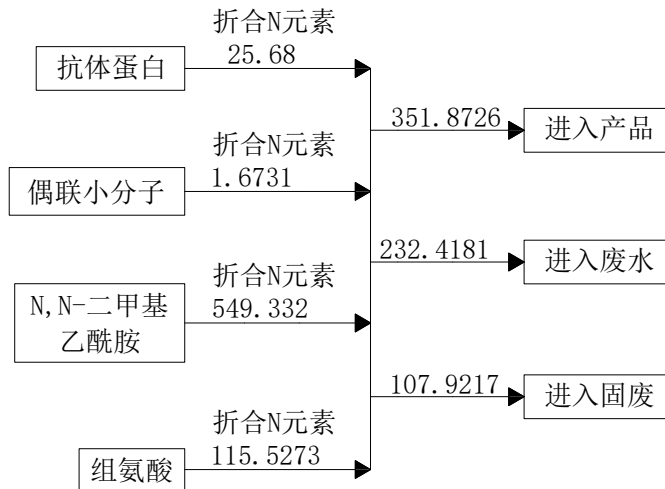 折合N元素
抗体蛋白
25.68
351.8726
进入产品
折合N元素
偶联小分子
1.6731
232.4181
进入废水
折合N元素
N,N-二甲基
乙酰胺
549.332
107.9217
进入固废
折合N元素
组氨酸
115.5273